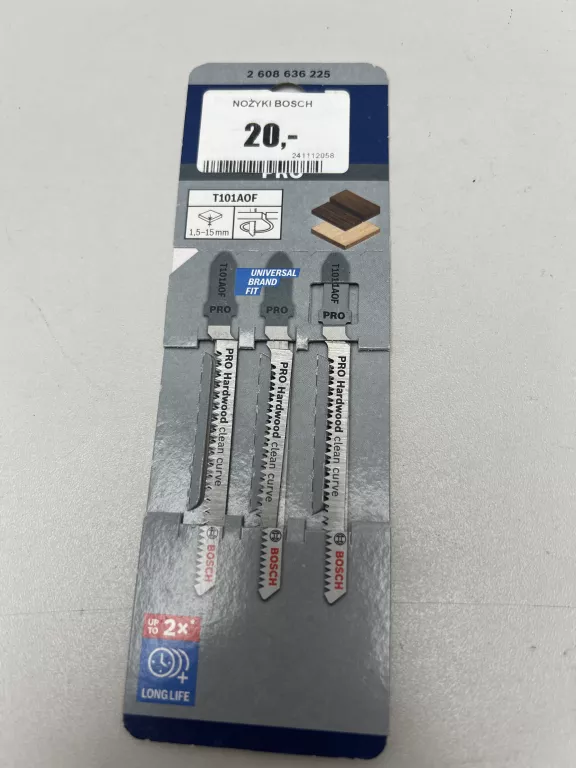 2 608 636 225
NOŻYKI BOSCH
20,-
241112058
PRO
T101AOF
1,5–15mm
UNIVERSAL
BRAND
FIT
T101AOF
PRO
PRO
T101AOF
PRO
PRO Hardwood clean curve
PRO Hardwood clean curve
PRO Hardwood clean curve
BOSCH
BOSCH
BOSCH
UP TO 2x*
LONG LIFE